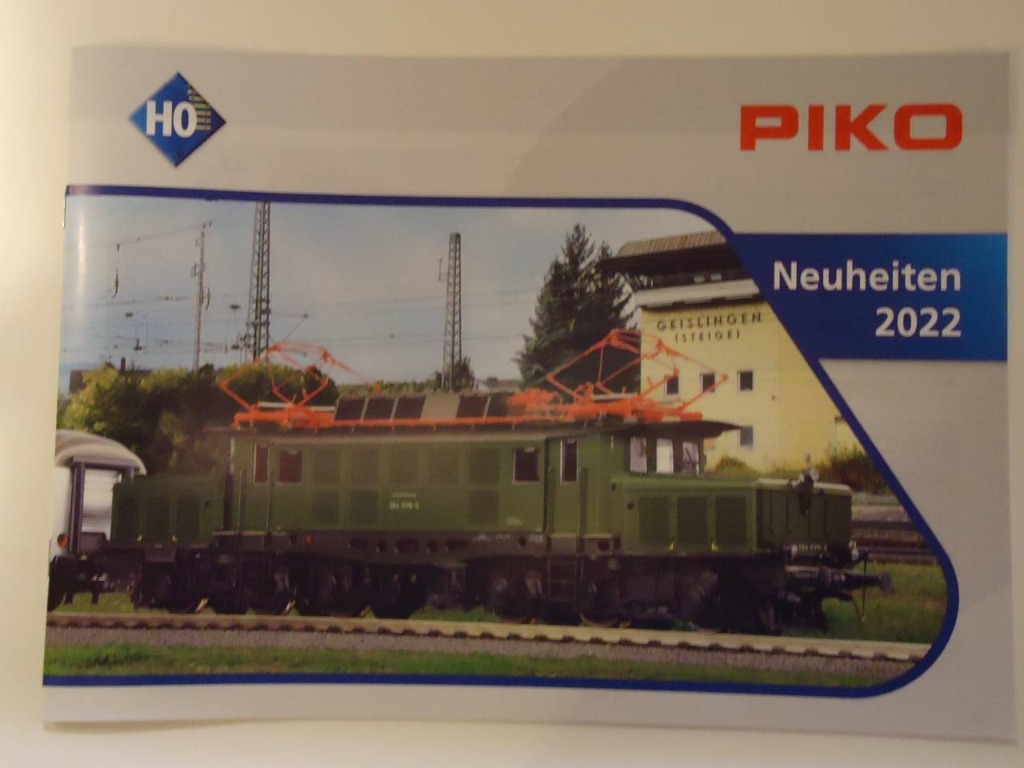 H0
PIKO
Neuheiten
2022
GEISLINGEN
(STEIGE)